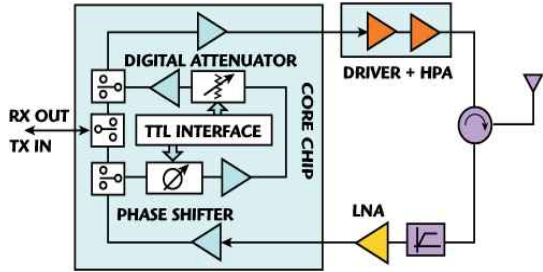 DIGITAL ATTENUATOR
DRIVER + HPA
CORE CHIP
RX OUT
TX IN
TTL INTERFACE
PHASE SHIFTER
LNA